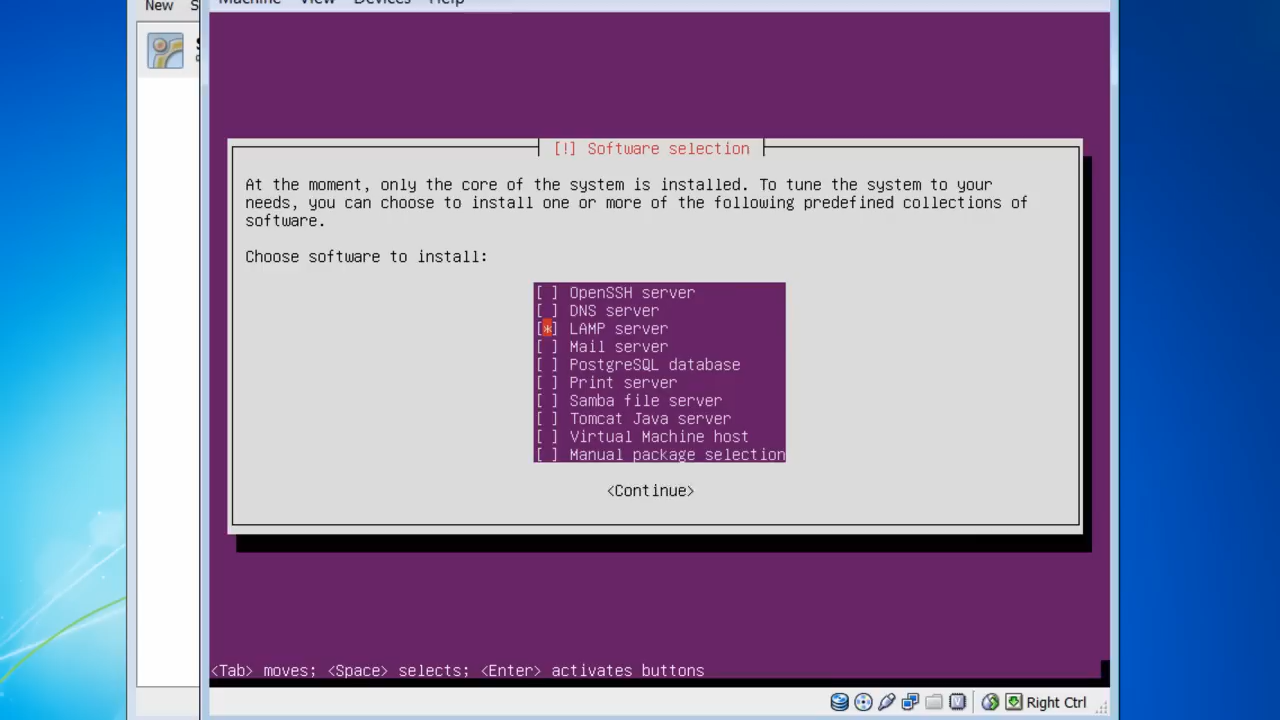 New S
Machine View Devices Help
[!] Software selection
At the moment, only the core of the system is installed. To tune the system to your
needs, you can choose to install one or more of the following predefined collections of
software.
Choose software to install:
[ ] OpenSSH server
[ ] DNS server
[*] LAMP server
[ ] Mail server
[ ] PostgreSQL database
[ ] Print server
[ ] Samba file server
[ ] Tomcat Java server
[ ] Virtual Machine host
[ ] Manual package selection
<Continue>
<Tab> moves; <Space> selects; <Enter> activates buttons
Right Ctrl